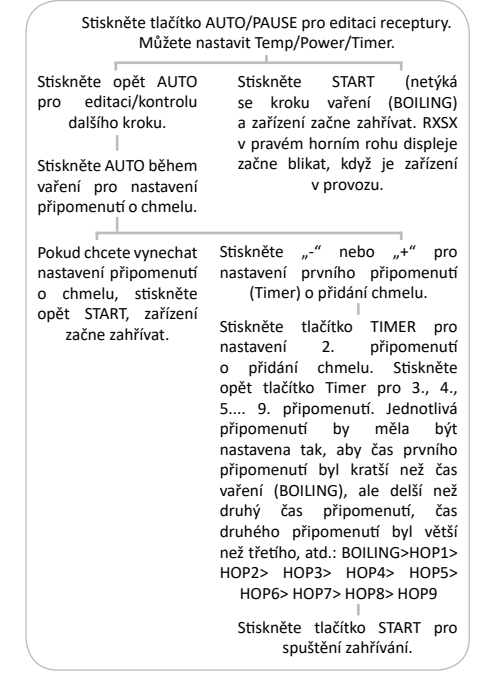 Stiskněte tlačítko AUTO/PAUSE pro editaci receptury.
Můžete nastavit Temp/Power/Timer.
Stiskněte opět AUTO
pro editaci/kontrolu
dalšího kroku.
Stiskněte AUTO během
vaření pro nastavení
připomenutí o chmelu.
Stiskněte START (netýká
se kroku vaření (BOILING)
a zařízení začne zahřívat. RXSX
v pravém horním rohu displeje
začne blikat, když je zařízení
v provozu.
Pokud chcete vynechat
nastavení připomenutí
o chmelu, stiskněte
opět START, zařízení
začne zahřívat.
Stiskněte „-“ nebo „+“ pro
nastavení prvního připomenutí
(Timer) o přidání chmelu.
Stiskněte tlačítko TIMER pro
nastavení 2. připomenutí
o přidání chmelu. Stiskněte
opět tlačítko Timer pro 3., 4.,
5.... 9. připomenutí. Jednotlivá
připomenutí by měla být
nastavena tak, aby čas prvního
připomenutí byl kratší než čas
vaření (BOILING), ale delší než
druhý čas připomenutí, čas
druhého připomenutí byl větší
než třetího, atd.: BOILING>HOP1>
HOP2> HOP3> HOP4> HOP5>
HOP6> HOP7> HOP8> HOP9
Stiskněte tlačítko START pro
spuštění zahřívání.